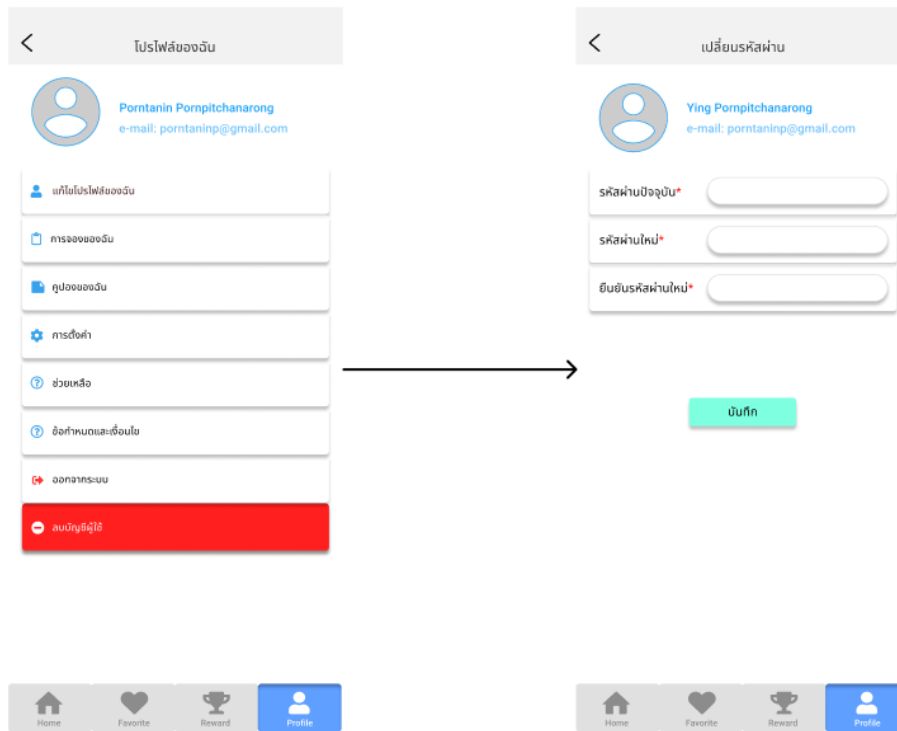 โปรไฟล์ของฉัน
Porntanin Pornpitchanarong
e-mail: porntaninp@gmail.com
แก้ไขโปรไฟล์ของฉัน
การจองของฉัน
คูปองของฉัน
การตั้งค่า
ช่วยเหลือ
ข้อกำหนดและเงื่อนไข
ออกจากระบบ
ลบบัญชีผู้ใช้
Home
Favorite
Reward
Profile
เปลี่ยนรหัสผ่าน
Ying Pornpitchanarong
e-mail: porntaninp@gmail.com
รหัสผ่านปัจจุบัน*
รหัสผ่านใหม่*
ยืนยันรหัสผ่านใหม่*
บันทึก
Home
Favorite
Reward
Profile